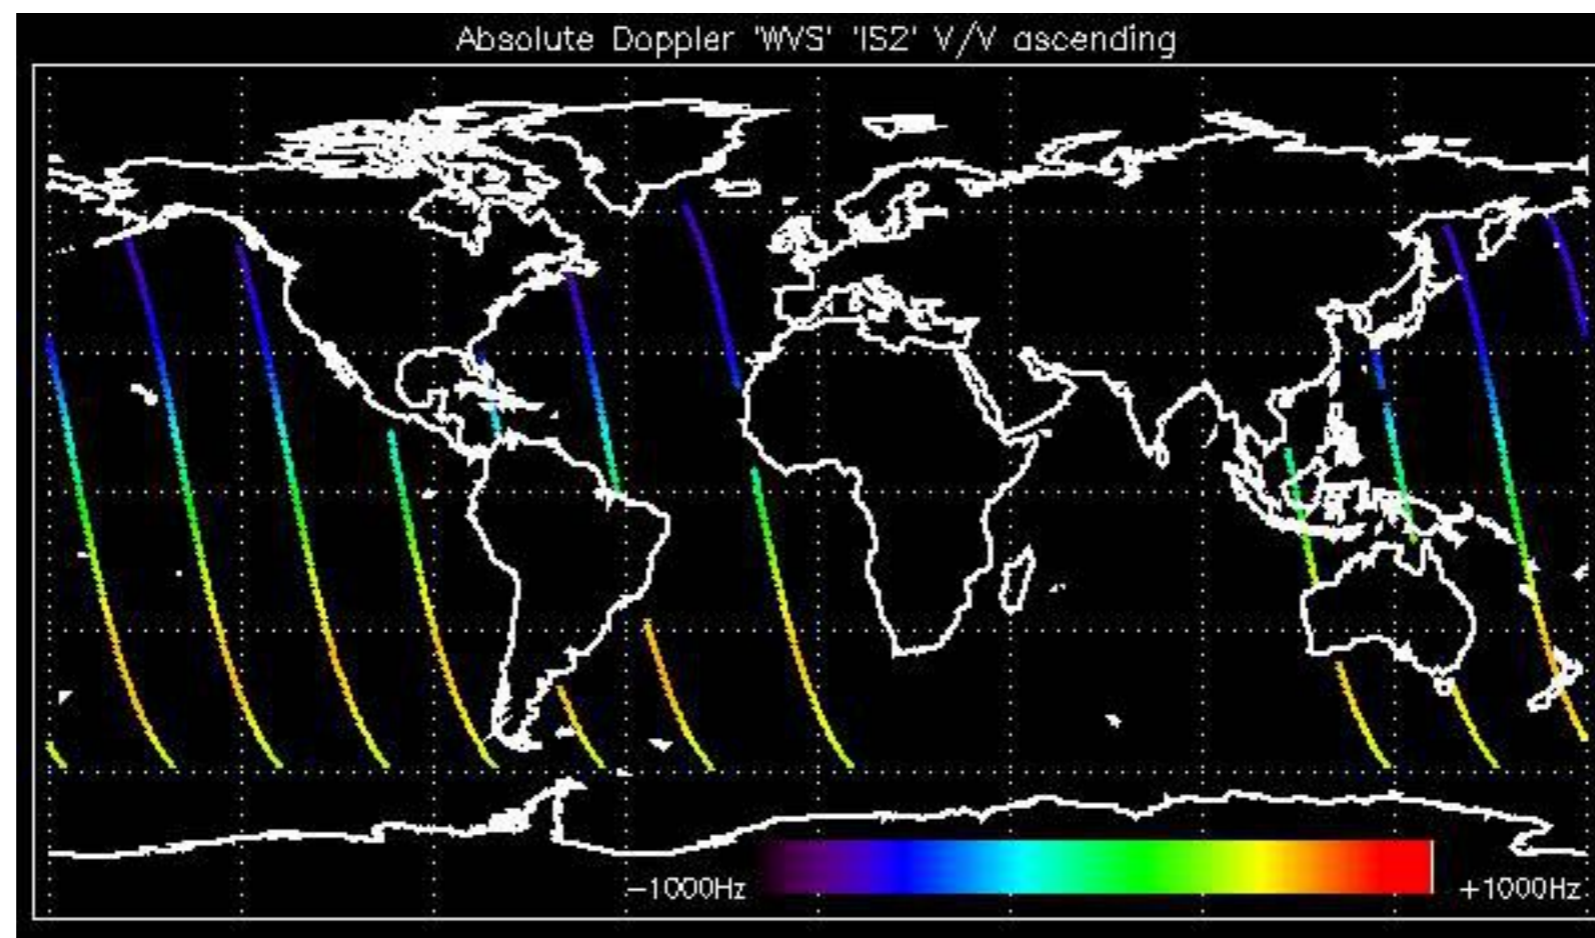 Absolute Doppler 'WVS' 'IS2' V/V ascending
−1000Hz +1000Hz